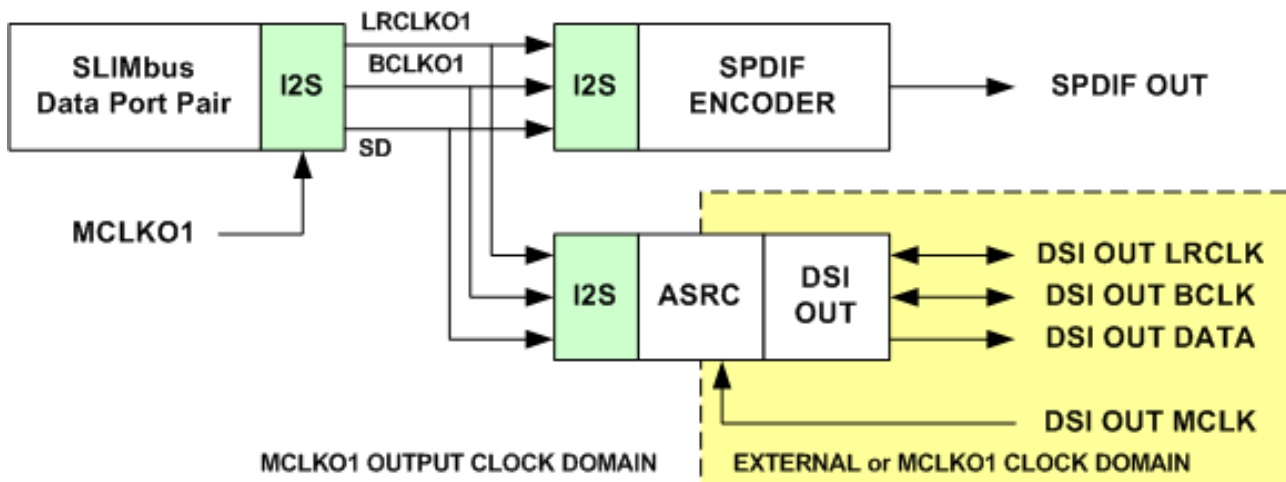 LRCLKO1
SLIMbus
Data Port Pair
I2S
BCLKO1
SD
I2S
SPDIF
ENCODER
SPDIF OUT
MCLKO1
I2S
ASRC
DSI
OUT
DSI OUT LRCLK
DSI OUT BCLK
DSI OUT DATA
DSI OUT MCLK
MCLKO1 OUTPUT CLOCK DOMAIN
EXTERNAL or MCLKO1 CLOCK DOMAIN